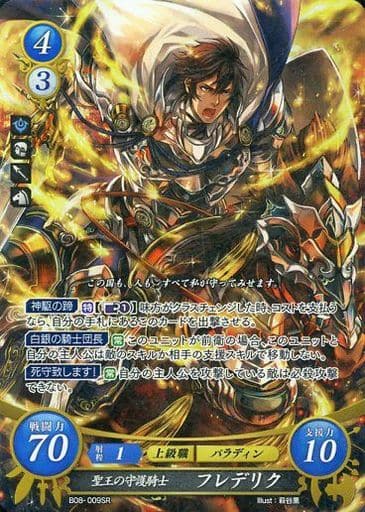 4
3
この国も、人も、すべて私が守ってみせます。
神駆の蹄 特【①】味方がクラスチェンジした時、コストを支払う
なら、自分の手札にあるこのカードを出撃させる。
白銀の騎士団長 常 このユニットが前衛の場合、このユニットと
自分の主人公は敵のスキルか相手の支援スキルで移動しない。
死守致します! 常 自分の主人公を攻撃している敵は必殺攻撃
できない。
戦闘力
70
射程 1 上級職 パラディン
支援力
10
聖王の守護騎士 フレデリク
B08-009SR
Illust:萩谷薫